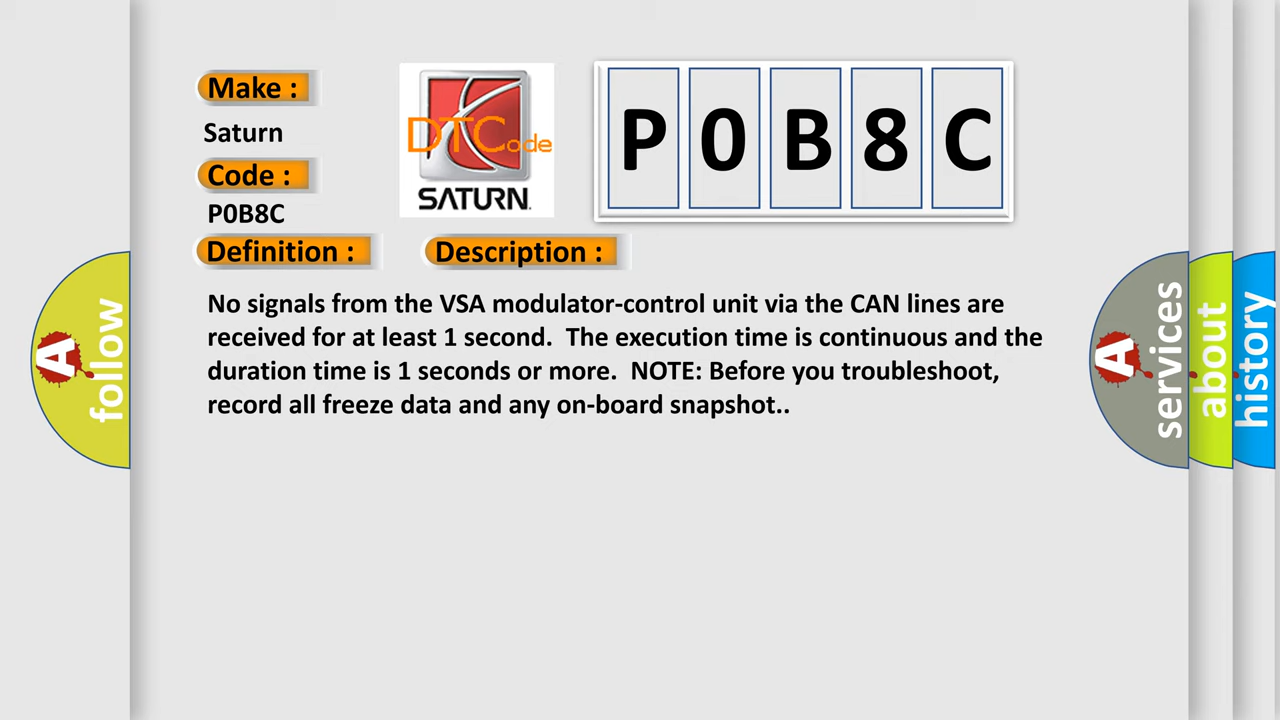 Make :
Saturn
Code :
P0B8C
Definition :
Description :
DTCode
SATURN
P0B8C
No signals from the VSA modulator-control unit via the CAN lines are
received for at least 1 second  The execution time is continuous and the
duration time is 1 seconds or more  NOTE: Before you troubleshoot,
record all freeze data and any on-board snapshot..
A
follow
A
services
about
history